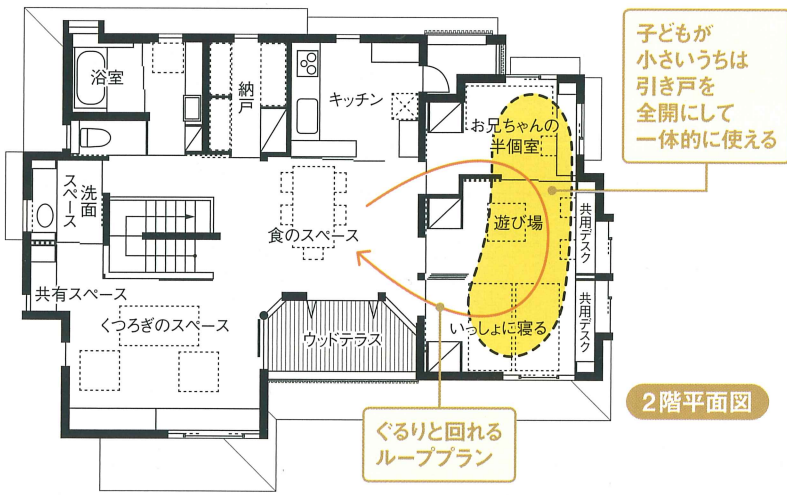 子どもが
小さいうちは
引き戸を
全開にして
一体的に使える
浴室
納戸
キッチン
お兄ちゃんの
半個室
洗面
スペース
食のスペース
遊び場
共用デスク
共有スペース
くつろぎのスペース
ウッドテラス
いっしょに寝る
共用デスク
2階平面図
ぐるりと回れる
ループプラン